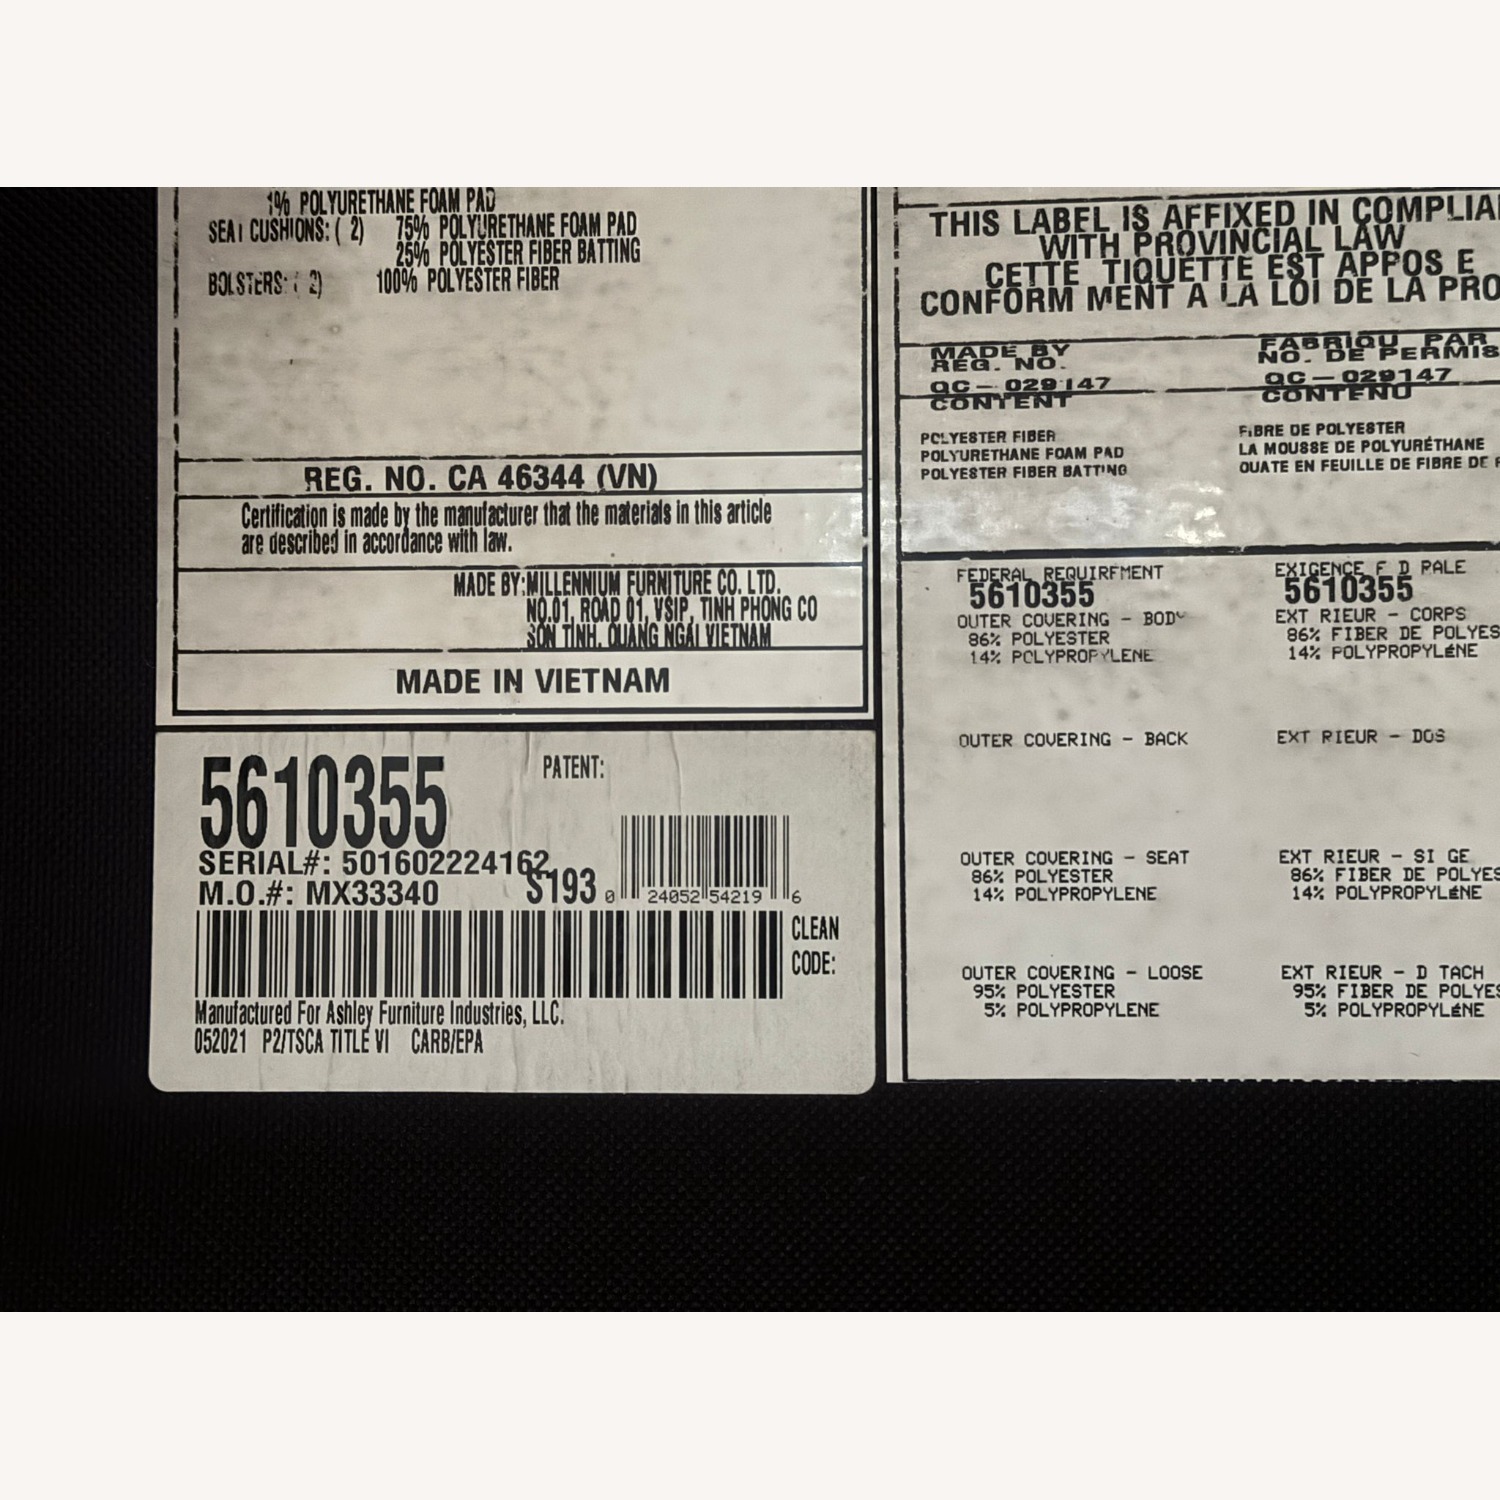 1% POLYURETHANE FOAM PAD
SEAT CUSHIONS: ( 2) 75% POLYURETHANE FOAM PAD
25% POLYESTER FIBER BATTING
BOLSTERS: ( 2) 100% POLYESTER FIBER
REG. NO. CA 46344 (VN)
Certification is made by the manufacturer that the materials in this article
are described in accordance with law.
MADE BY:MILLENNIUM FURNITURE CO. LTD.
NO.01, ROAD 01, VSIP, TINH PHONG CO
SON TINH. QUANG NGAI VIETNAM
MADE IN VIETNAM
5610355
PATENT:
SERIAL#: 501602224162
M.O.#: MX33340
S193
0 24052 54219 6
CLEAN
CODE:
Manufactured For Ashley Furniture Industries, LLC.
052021 P2/TSCA TITLE VI CARB/EPA
THIS LABEL IS AFFIXED IN COMPLIA
WITH PROVINCIAL LAW
CETTE TIQUETTE EST APPOS E
CONFORM MENT A LA LOI DE LA PRO
MADE BY
REG. NO.
QC — 029147
CONTENT
FABRIQU PAR
NO. DE PERMIS
QC — 029147
CONTENU
POLYESTER FIBER
POLYURETHANE FOAM PAD
POLYESTER FIBER BATTING
FIBRE DE POLYESTER
LA MOUSSE DE POLYURÉTHANE
OUATE EN FEUILLE DE FIBRE DE
FEDERAL REQUIREMENT
5610355
OUTER COVERING - BODY
86% POLYESTER
14% POLYPROPYLENE
OUTER COVERING - BACK
OUTER COVERING - SEAT
86% POLYESTER
14% POLYPROPYLENE
OUTER COVERING - LOOSE
95% POLYESTER
5% POLYPROPYLENE
EXIGENCE F D RALE
5610355
EXT RIEUR - CORPS
86% FIBER DE POLYES
14% POLYPROPYLÉNE
EXT RIEUR - DOS
EXT RIEUR - SI GE
86% FIBER DE POLYES
14% POLYPROPYLÉNE
EXT RIEUR - D TACH
95% FIBER DE POLYES
5% POLYPROPYLÉNE